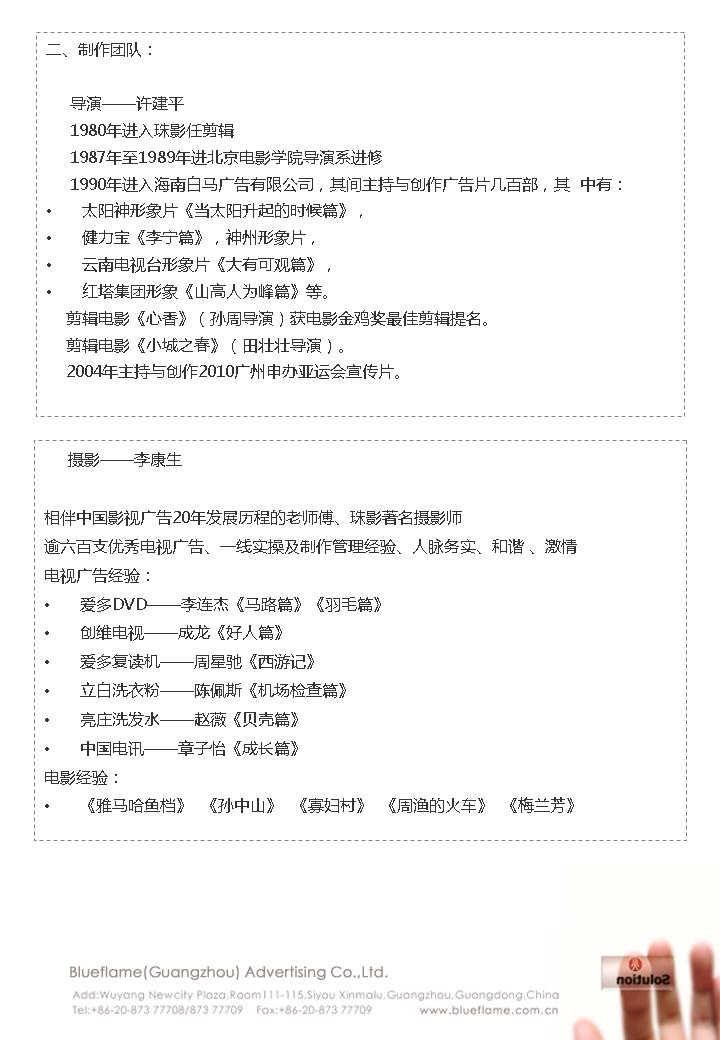 二、制作团队：
导演——许建平
1980年进入珠影任剪辑
1987年至1989年进北京电影学院导演系进修
1990年进入海南白马广告有限公司，其间主持与创作广告片几百部，其 中有：
• 太阳神形象片《当太阳升起的时候篇》，
• 健力宝《李宁篇》，神州形象片，
• 云南电视台形象片《大有可观篇》，
• 红塔集团形象《山高人为峰篇》等。
剪辑电影《心香》（孙周导演）获电影金鸡奖最佳剪辑提名。
剪辑电影《小城之春》（田壮壮导演）。
2004年主持与创作2010广州申办亚运会宣传片。
摄影——李康生
相伴中国影视广告20年发展历程的老师傅、珠影著名摄影师
逾六百支优秀电视广告、一线实操及制作管理经验、人脉务实、和谐 、激情
电视广告经验：
• 爱多DVD——李连杰《马路篇》《羽毛篇》
• 创维电视——成龙《好人篇》
• 爱多复读机——周星驰《西游记》
• 立白洗衣粉——陈佩斯《机场检查篇》
• 亮庄洗发水——赵薇《贝壳篇》
• 中国电讯——章子怡《成长篇》
电影经验：
• 《雅马哈鱼档》 《孙中山》 《寡妇村》 《周渔的火车》 《梅兰芳》
Blueflame(Guangzhou) Advertising Co.,Ltd.
Add:Wuyang Newcity Plaza,Room111-115,Siyou Xinmalu,Guangzhou,Guangdong,China
Tel:+86-20-873 77708/873 77709 Fax:+86-20-873 77709 www.blueflame.com.cn
Solution